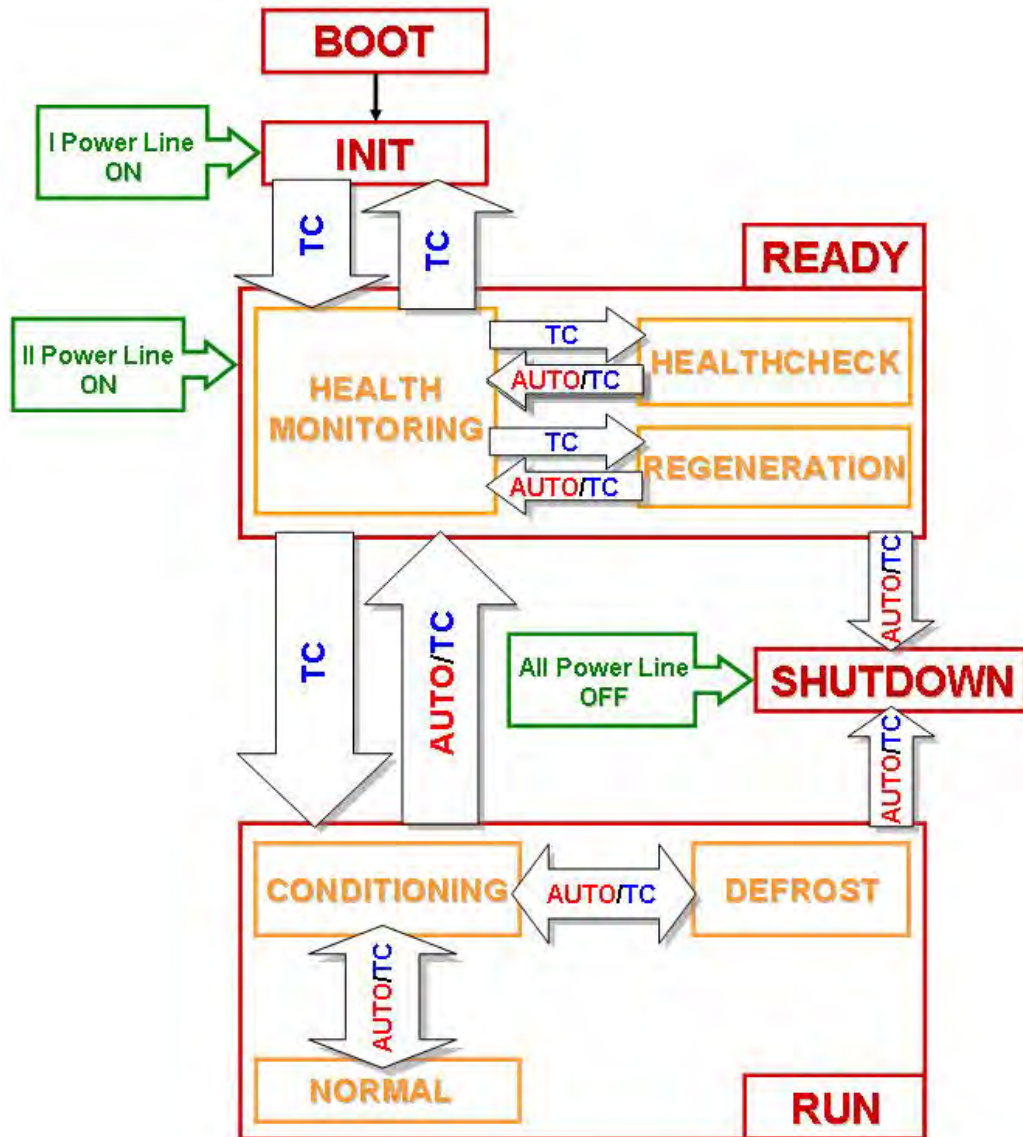 BOOT
I Power Line
ON
INIT
TC
TC
READY
II Power Line
ON
HEALTH
MONITORING
TC
HEALTHCHECK
AUTO/TC
TC
REGENERATION
AUTO/TC
TC
AUTO/TC
AUTO/TC
All Power Line
OFF
SHUTDOWN
AUTO/TC
CONDITIONING
AUTO/TC
DEFROST
AUTO/TC
NORMAL
RUN